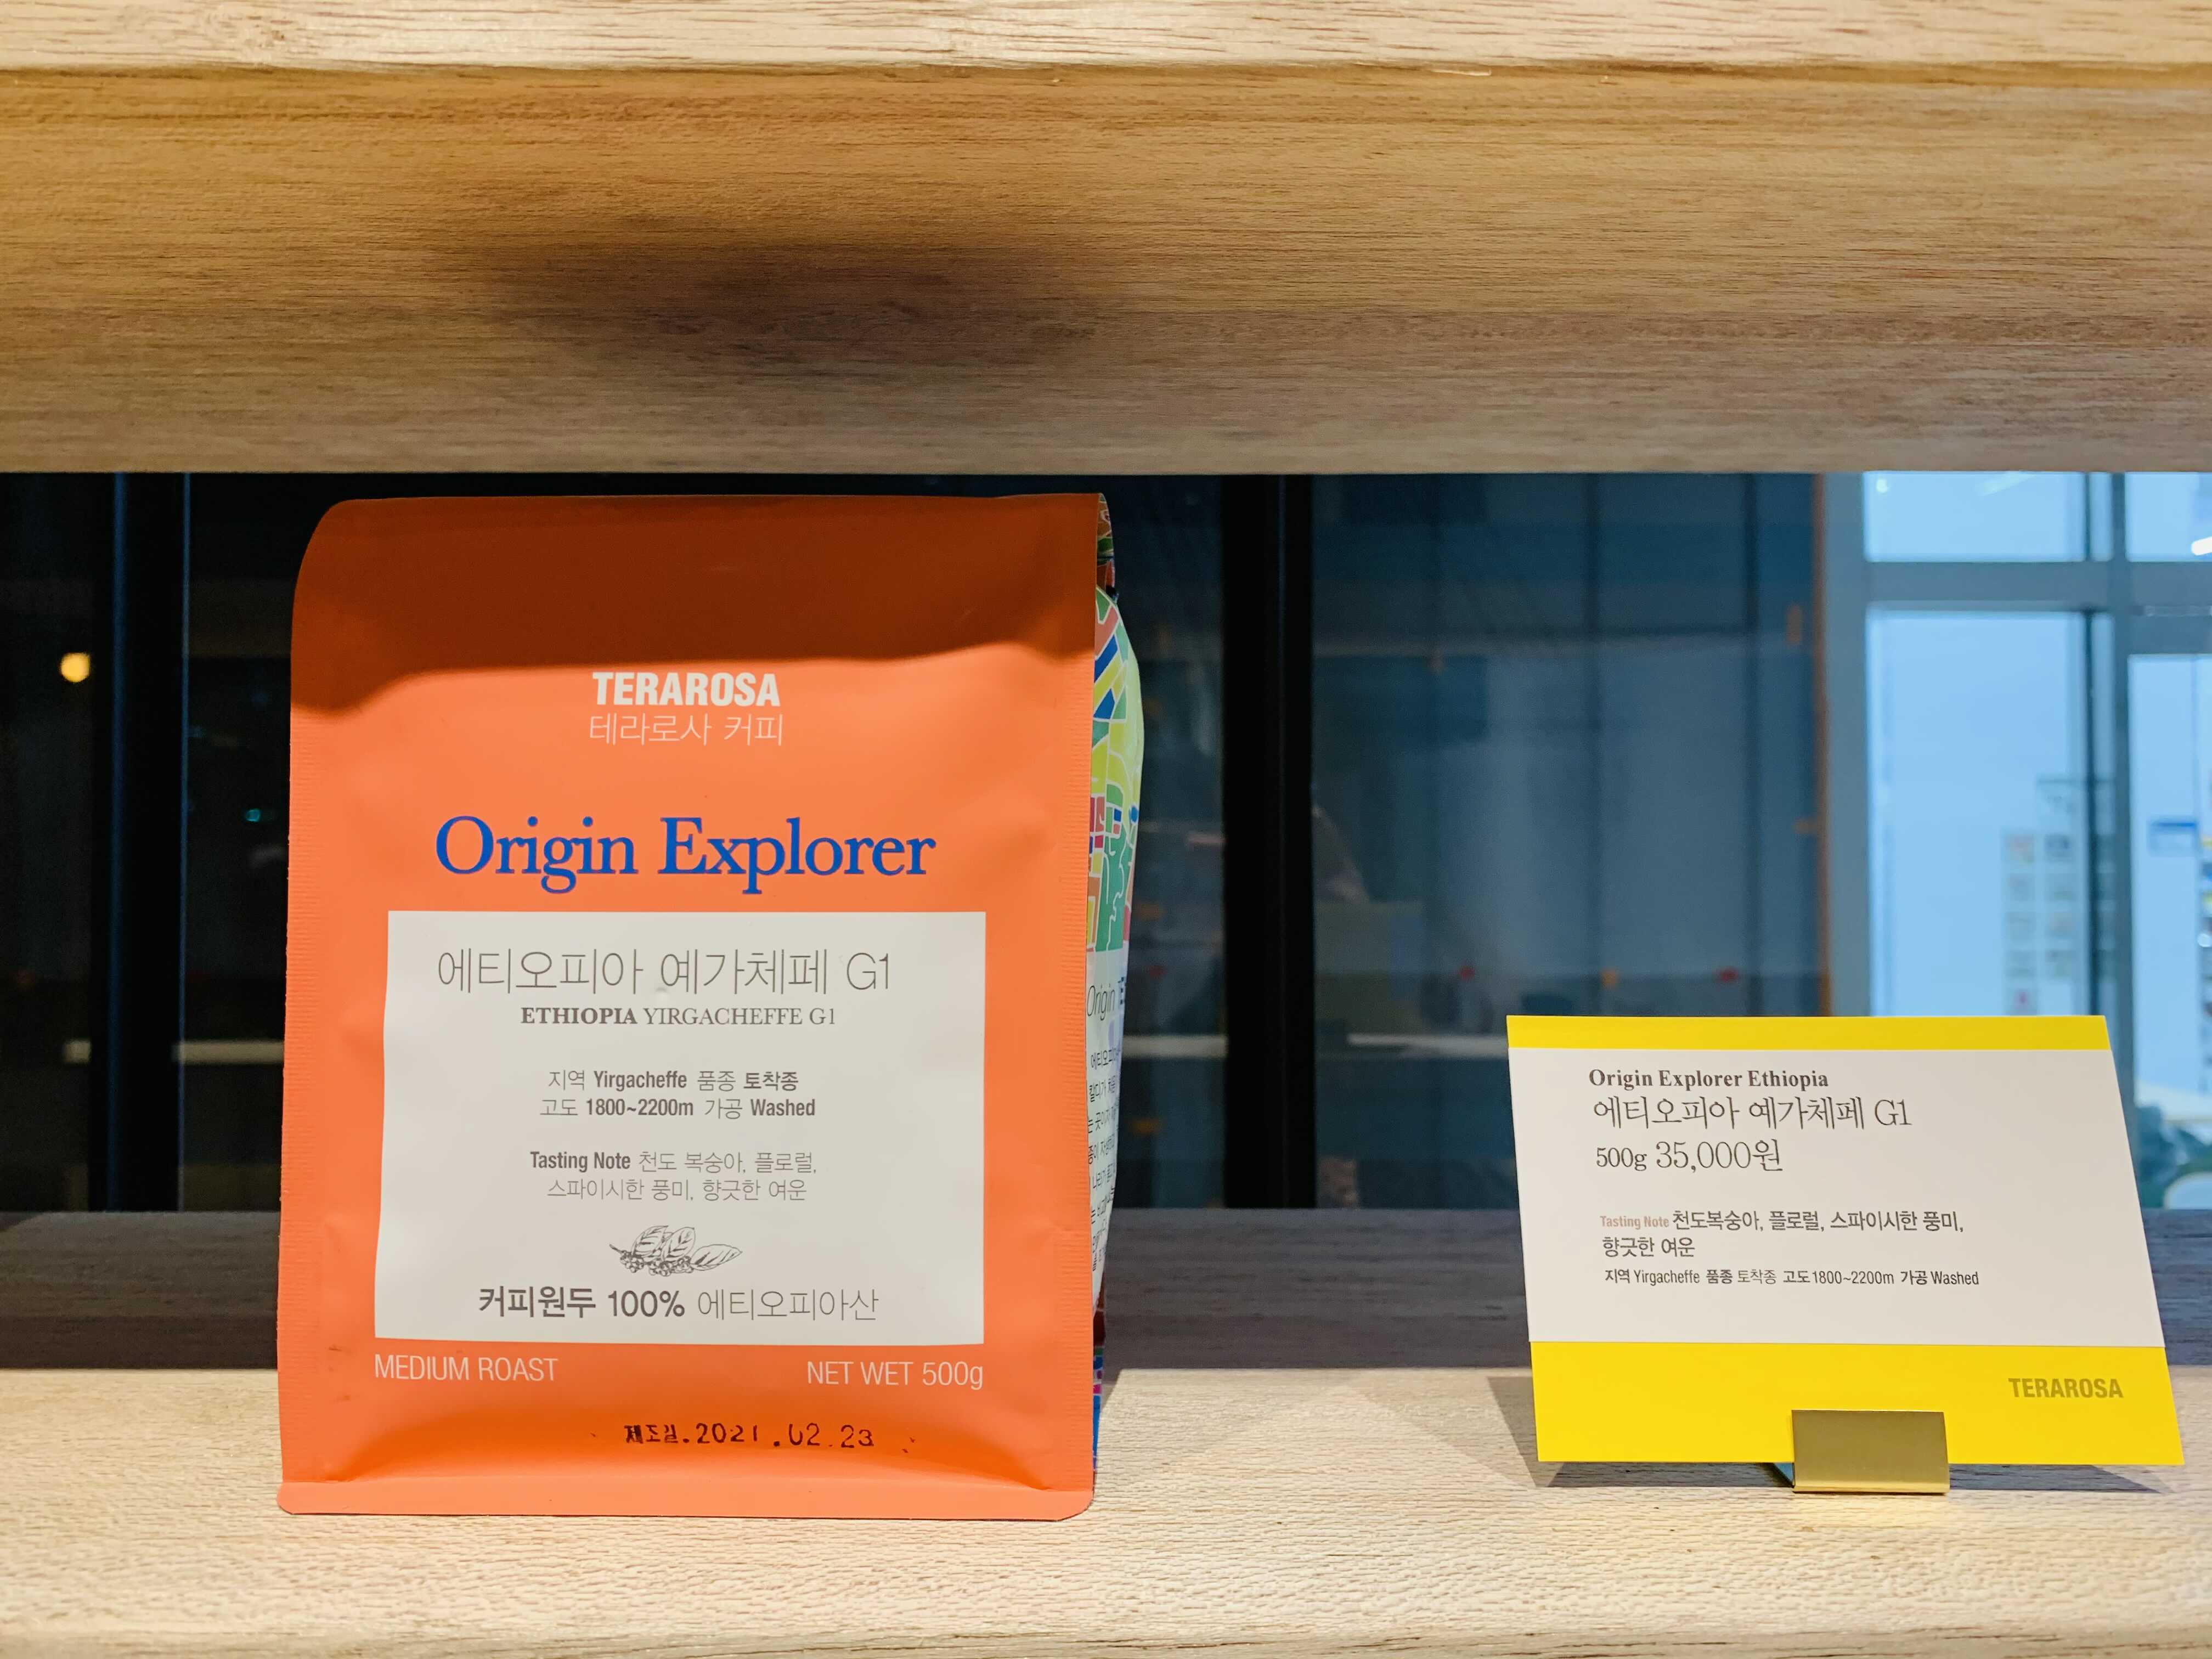 TERAROSA
테라로사 커피
Origin Explorer
에티오피아 예가체페 G1
ETHIOPIA YIRGACHEFFE G1
지역 Yirgacheffe 품종 토착종
고도 1800~2200m 가공 Washed
Tasting Note 천도 복숭아, 플로럴,
스파이시한 풍미, 향긋한 여운
커피원두 100% 에티오피아산
MEDIUM ROAST
NET WET 500g
제조일.2021.02.23
Origin
Origin Explorer Ethiopia
에티오피아 예가체페 G1
500g 35,000원
Tasting Note 천도복숭아, 플로럴, 스파이시한 풍미,
향긋한 여운
지역 Yirgacheffe 품종 토착종 고도 1800~2200m 가공 Washed
TERAROSA